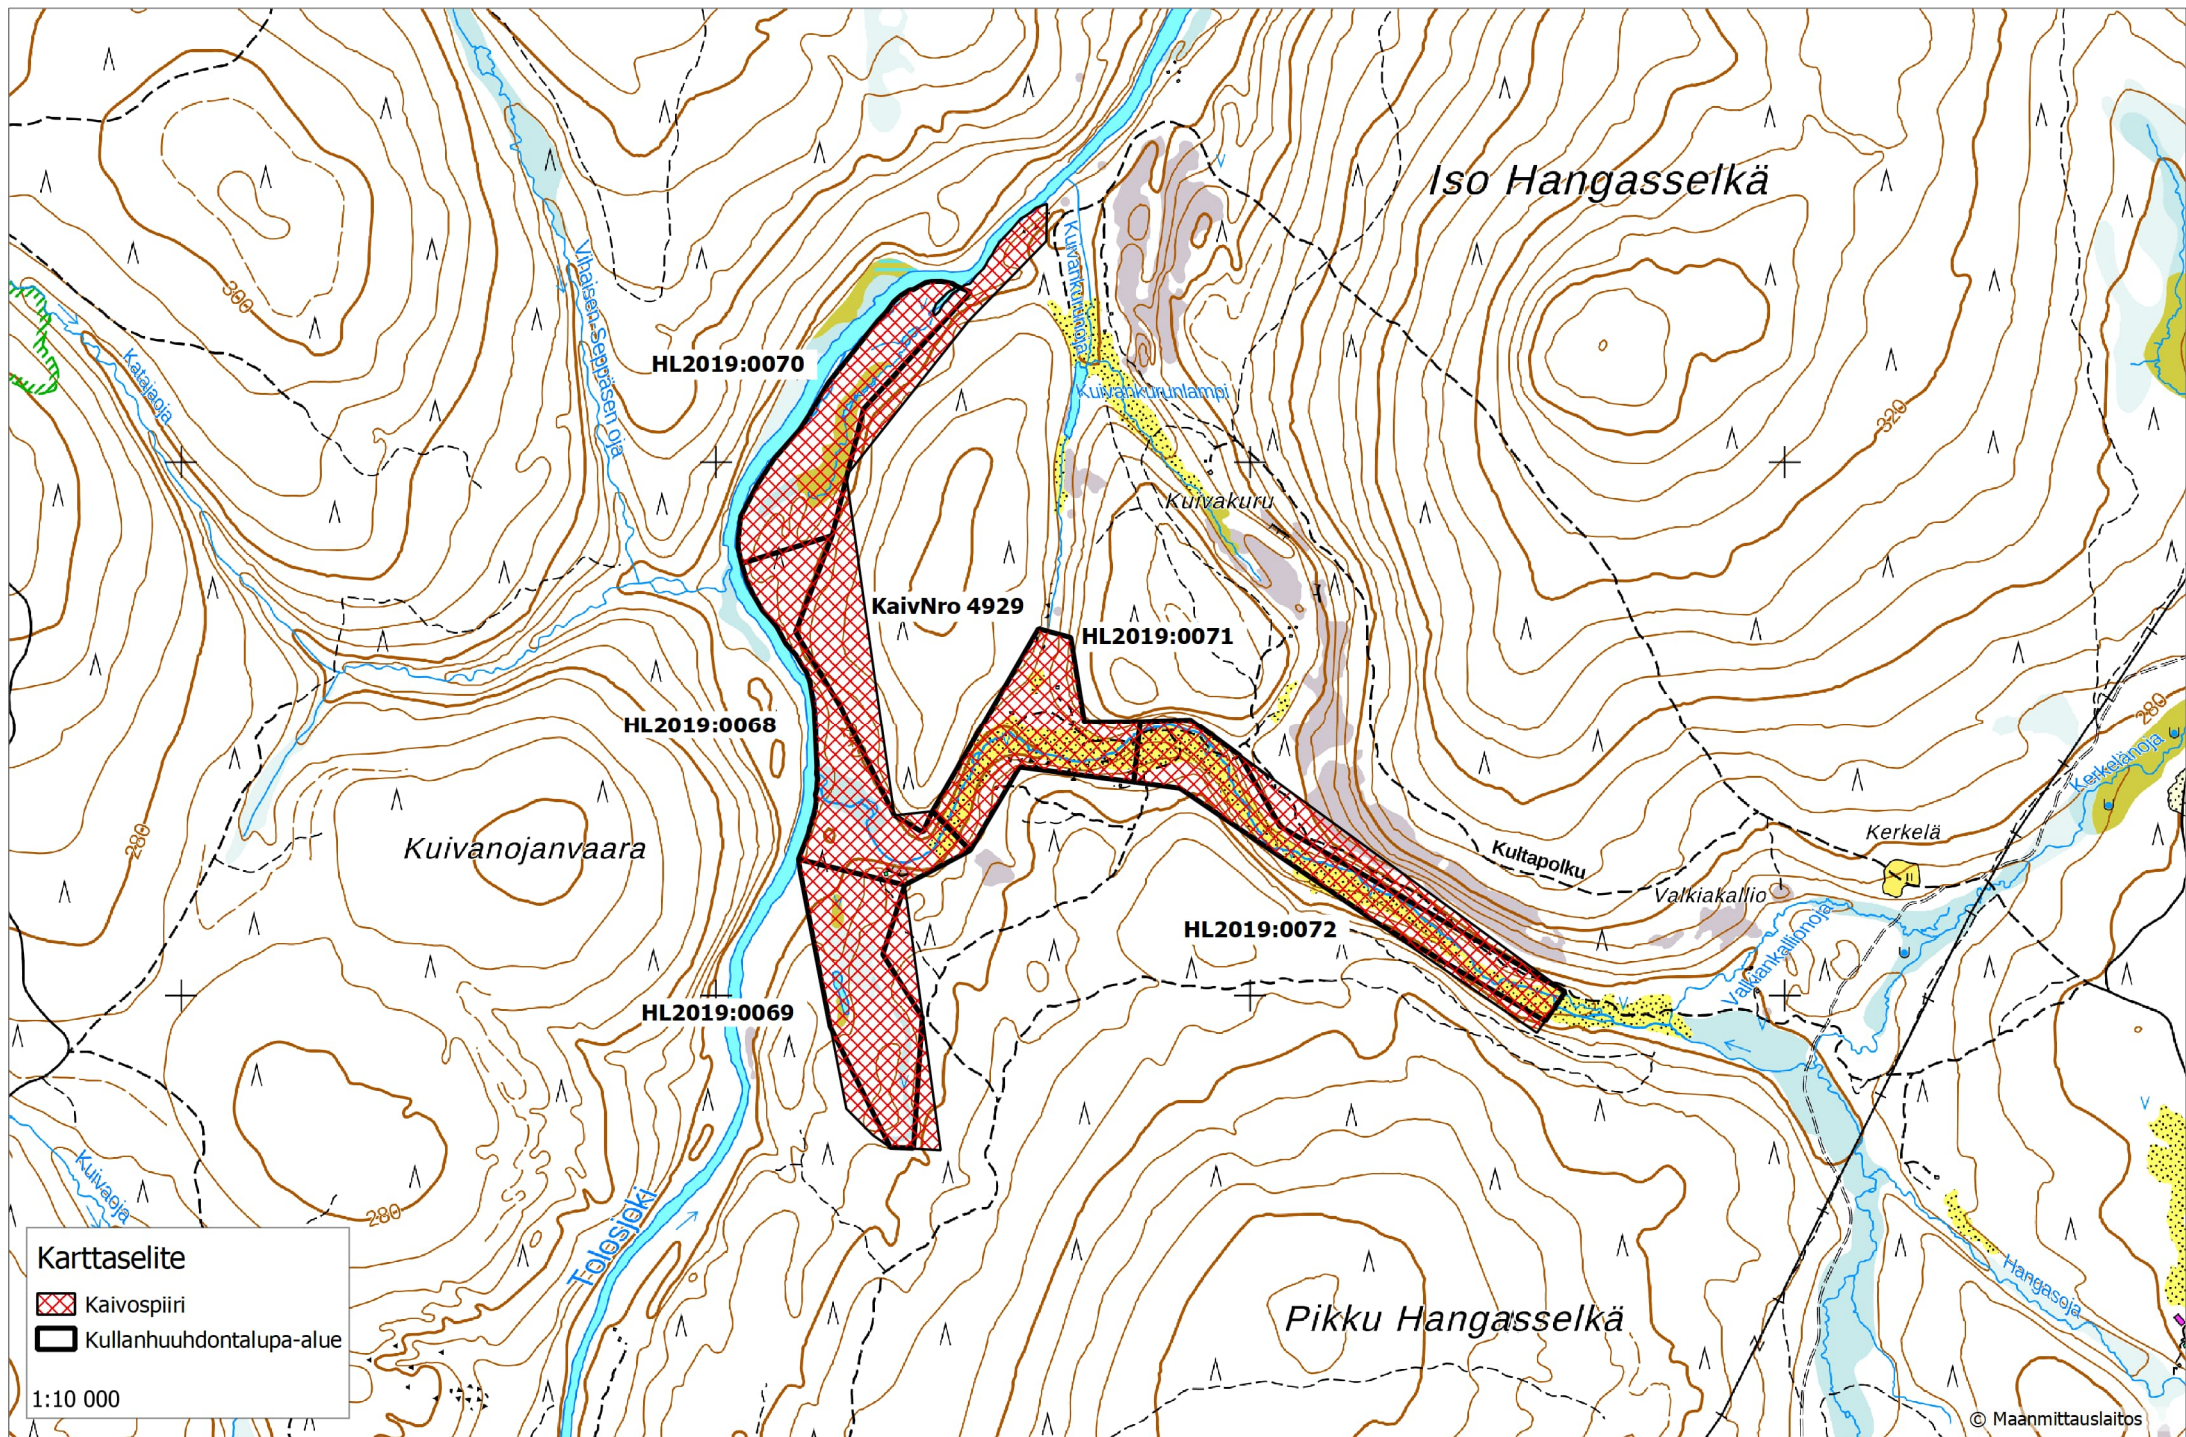 Iso Hangasselkä
300
Vihaisen-Seppäsen oja
Kuivankurunoja
HL2019:0070
Katajaoja
Kuivankurunlampi
320
Kuivakuru
KaivNro 4929
HL2019:0071
280
HL2019:0068
Kerkelänoja
280
Kuivanojanvaara
Kultapolku
Kerkelä
Valkiakallio
HL2019:0072
Valkiankallionoja
HL2019:0069
Kuivaoja
280
Tolosjoki
Hangasoja
Pikku Hangasselkä
Karttaselite
Kaivospiiri
Kullanhuuhdontalupa-alue
1:10 000
© Maanmittauslaitos